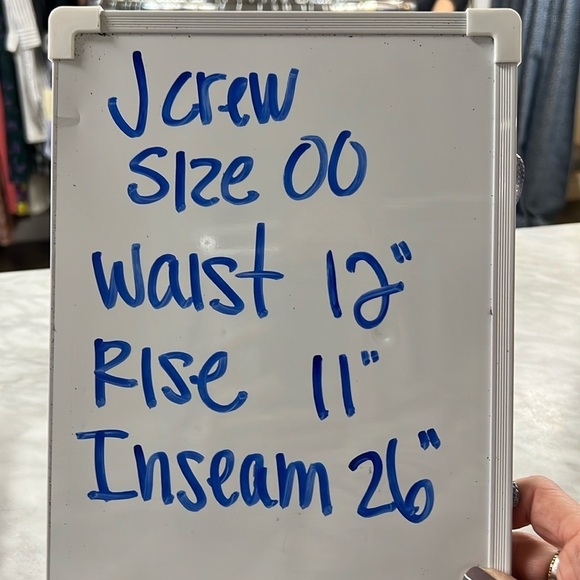 Jcrew
Size 00
Waist 12"
Rise 11"
Inseam 26"